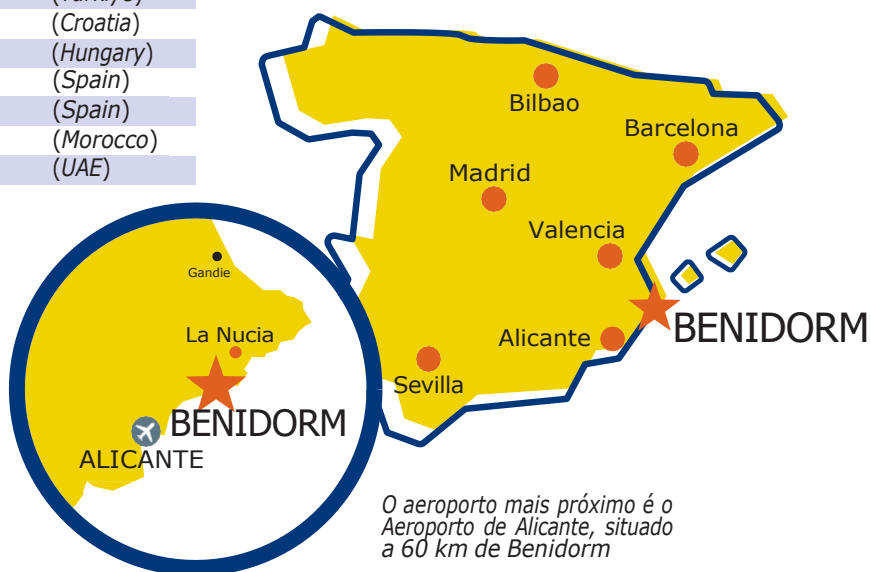 (Croatia)
(Hungary)
(Spain)
(Spain)
(Morocco)
(UAE)
Bilbao
Barcelona
Madrid
Valencia
BENIDORM
Alicante
Sevilla
Gandie
La Nucia
BENIDORM
ALICANTE
O aeroporto mais próximo é o
Aeroporto de Alicante, situado
a 60 km de Benidorm